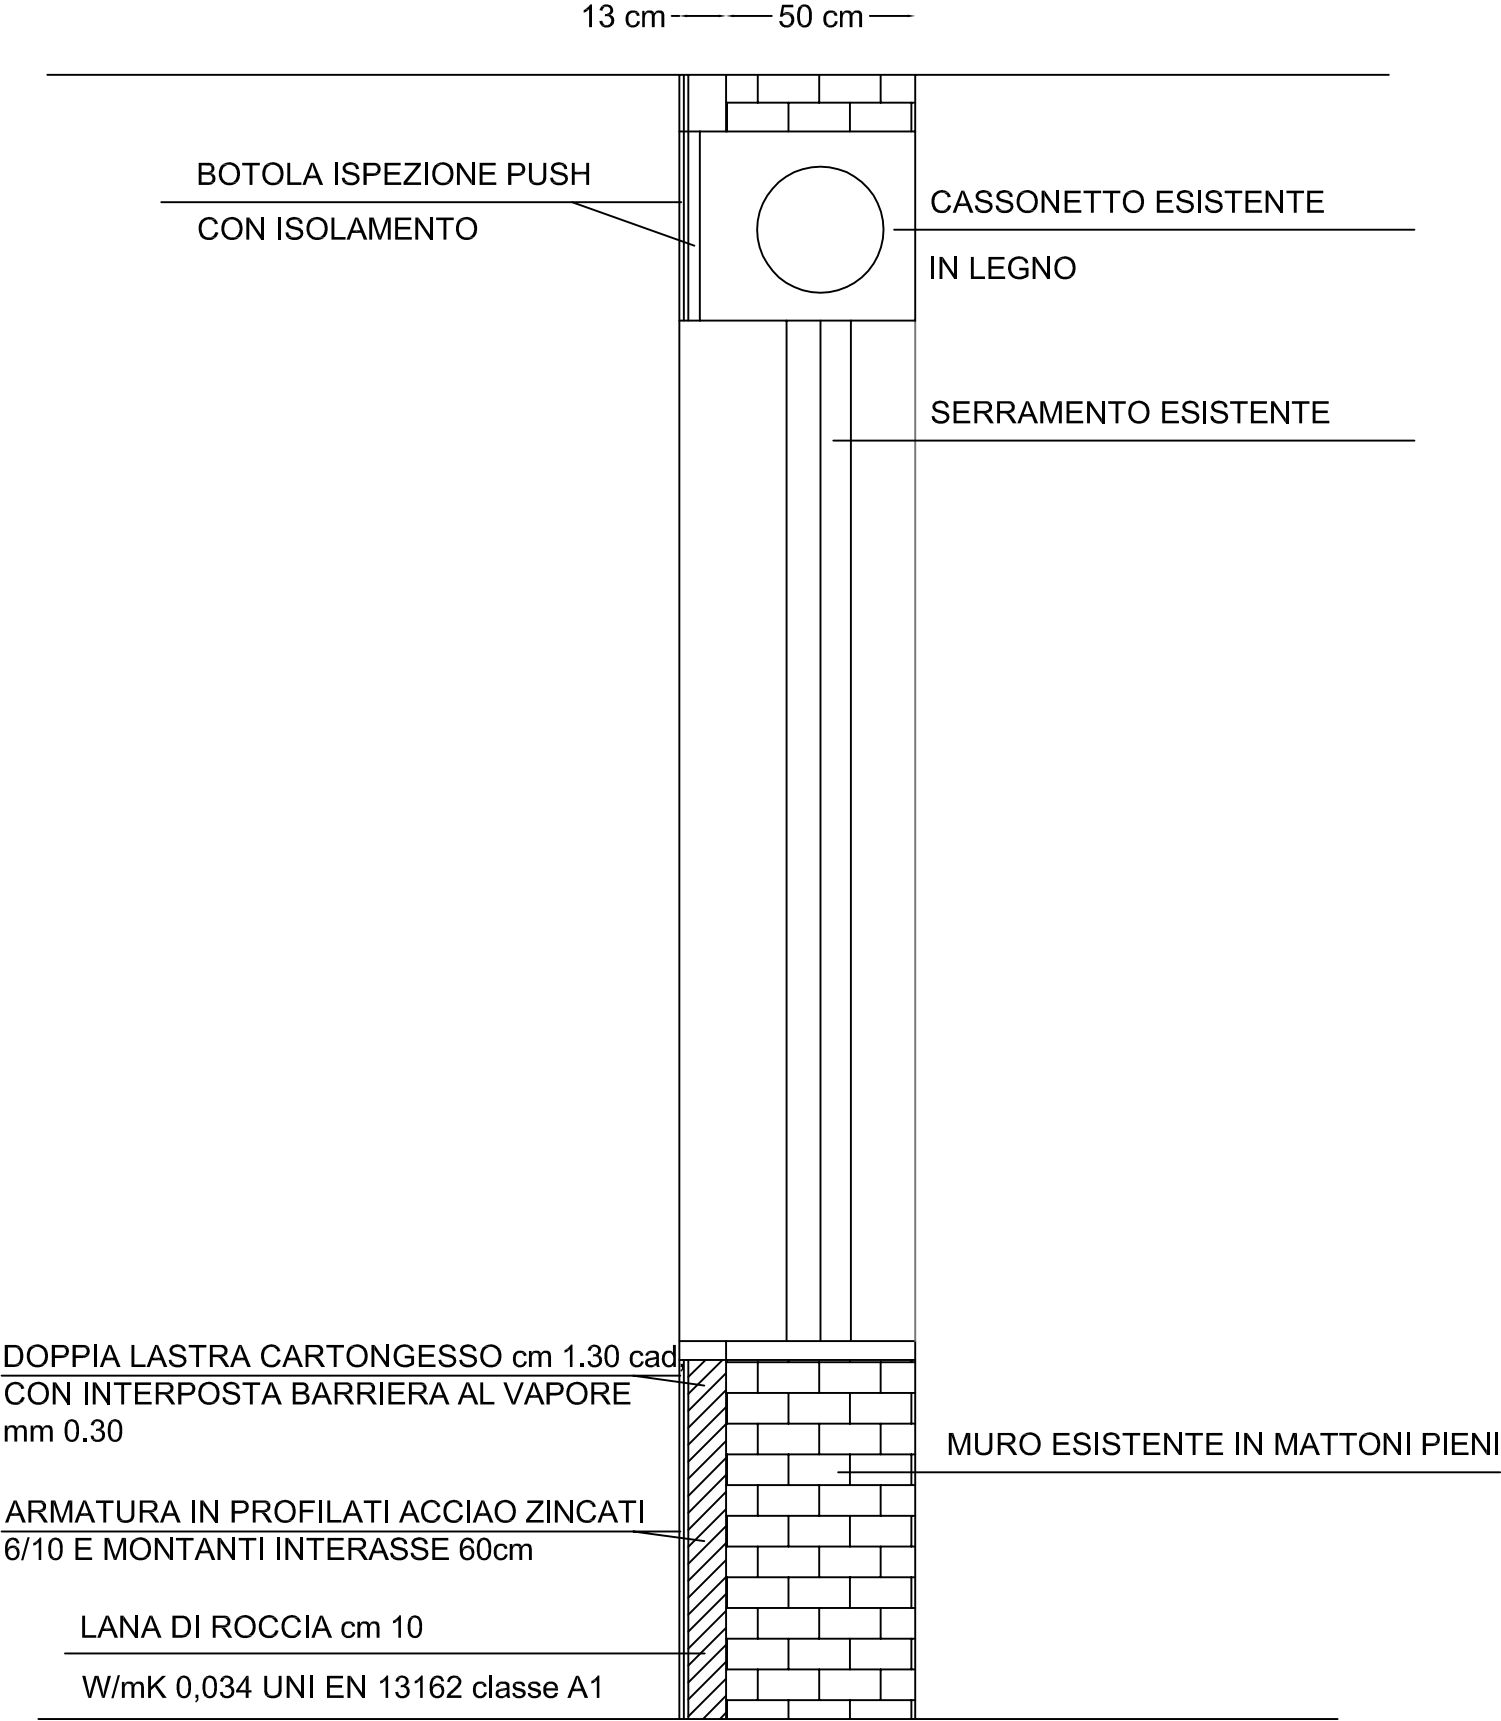 13 cm
50 cm
BOTOLA ISPEZIONE PUSH
CON ISOLAMENTO
CASSONETTO ESISTENTE
IN LEGNO
SERRAMENTO ESISTENTE
DOPPIA LASTRA CARTONGESSO cm 1.30 cad,
CON INTERPOSTA BARRIERA AL VAPORE
mm 0.30
MURO ESISTENTE IN MATTONI PIENI
ARMATURA IN PROFILATI ACCIAO ZINCATI
6/10 E MONTANTI INTERASSE 60cm
LANA DI ROCCIA cm 10
W/mK 0,034 UNI EN 13162 classe A1